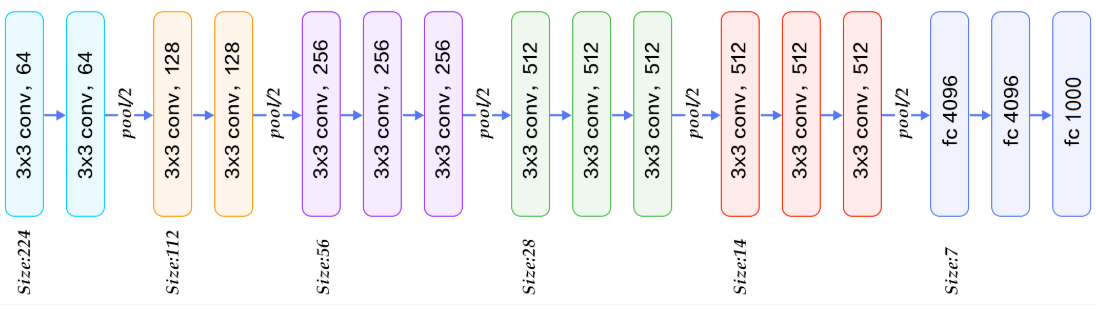 3x3 conv, 64
3x3 conv, 64
pool/2
3x3 conv, 128
3x3 conv, 128
pool/2
3x3 conv, 256
3x3 conv, 256
3x3 conv, 256
pool/2
3x3 conv, 512
3x3 conv, 512
3x3 conv, 512
pool/2
3x3 conv, 512
3x3 conv, 512
3x3 conv, 512
pool/2
fc 4096
fc 4096
fc 1000
Size:224
Size:112
Size:56
Size:28
Size:14
Size:7